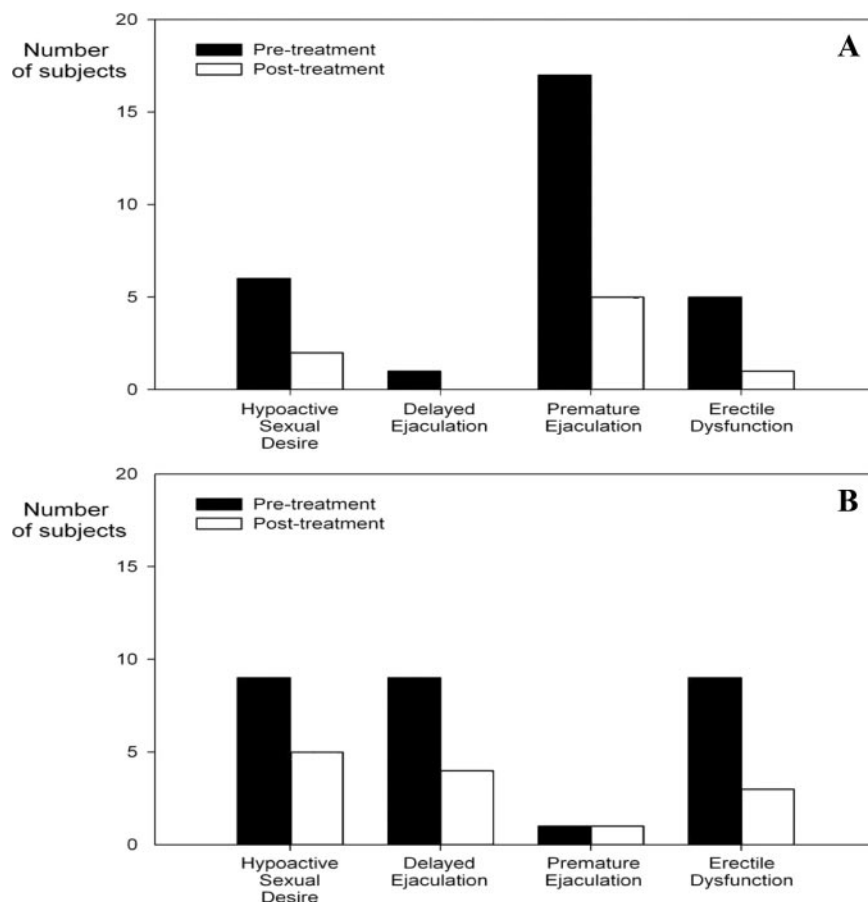 20
Number
of subjects
Pre-treatment
Post-treatment
A
15
10
5
0
Hypoactive
Sexual
Desire
Delayed
Ejaculation
Premature
Ejaculation
Erectile
Dysfunction
20
Number
of subjects
Pre-treatment
Post-treatment
B
15
10
5
0
Hypoactive
Sexual
Desire
Delayed
Ejaculation
Premature
Ejaculation
Erectile
Dysfunction